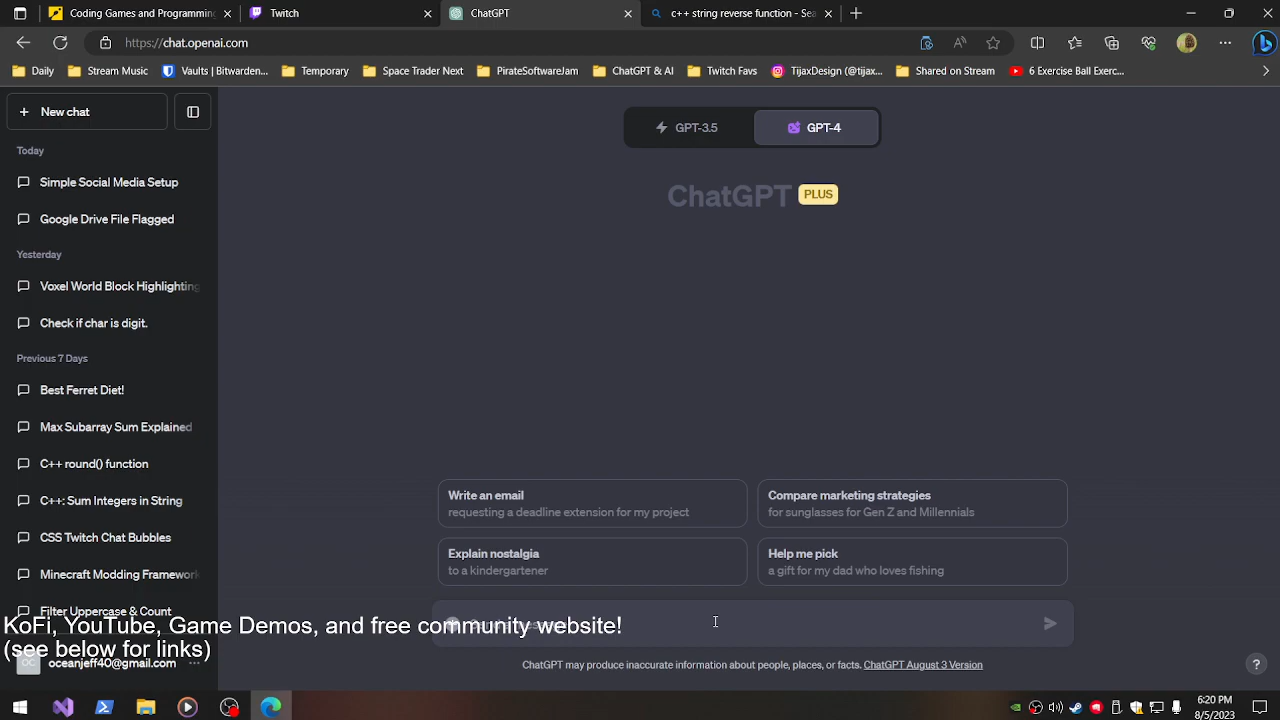 Coding Games and Programming
Twitch
ChatGPT
c++ string reverse function - Sea
https://chat.openai.com
Daily
Stream Music
Vaults | Bitwarden...
Temporary
Space Trader Next
PirateSoftwareJam
ChatGPT & AI
Twitch Favs
TijaxDesign (@tijax...
Shared on Stream
6 Exercise Ball Exerc...
New chat
GPT-3.5
GPT-4
Today
ChatGPT PLUS
Simple Social Media Setup
Google Drive File Flagged
Yesterday
Voxel World Block Highlighting
Check if char is digit.
Previous 7 Days
Best Ferret Diet!
Max Subarray Sum Explained
C++ round() function
C++: Sum Integers in String
CSS Twitch Chat Bubbles
Minecraft Modding Framework
Filter Uppercase & Count
Write an email
requesting a deadline extension for my project
Compare marketing strategies
for sunglasses for Gen Z and Millennials
Explain nostalgia
to a kindergartener
Help me pick
a gift for my dad who loves fishing
KoFi, YouTube, Game Demos, and free community website!
(see below for links)
oceanjeff40@gmail.com
ChatGPT may produce inaccurate information about people, places, or facts. ChatGPT August 3 Version
?
6:20 PM
8/5/2023